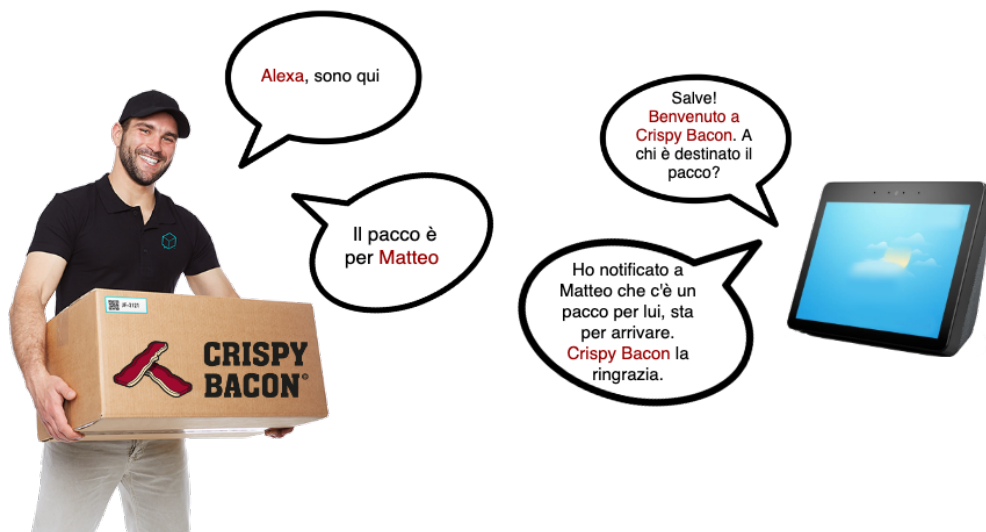 Alexa, sono qui
Salve!
Benvenuto a
Crispy Bacon. A
chi è destinato il
pacco?
Il pacco è
per Matteo
Ho notificato a
Matteo che c'è un
pacco per lui, sta
per arrivare.
Crispy Bacon la
ringrazia.
CRISPY
BACON®